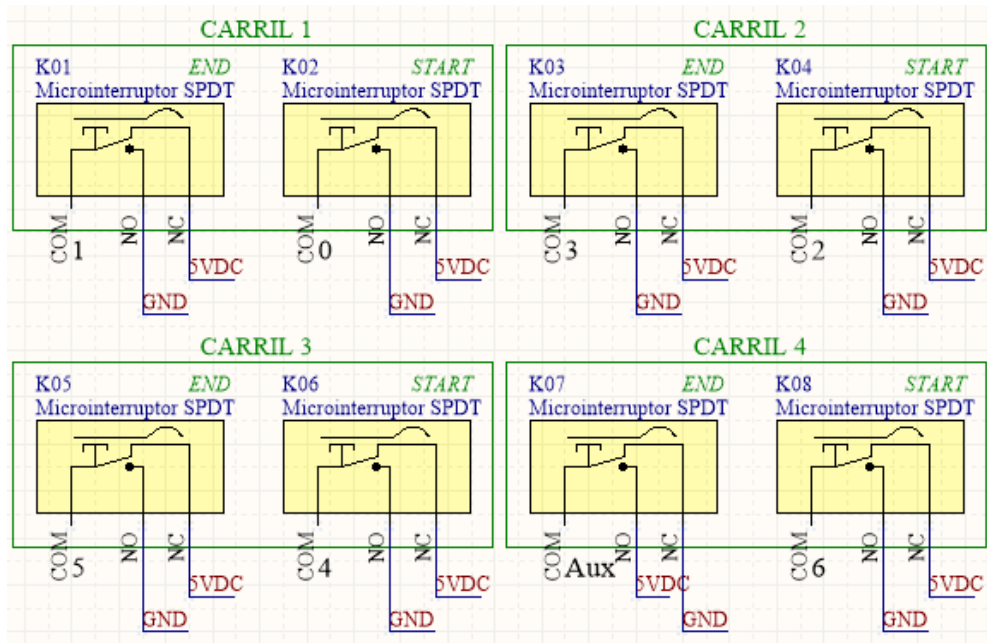 CARRIL 1
K01 END
Microinterruptor SPDT
COM 1 NO NC
5VDC
GND
K02 START
Microinterruptor SPDT
COM 0 NO NC
5VDC
GND
CARRIL 2
K03 END
Microinterruptor SPDT
COM 3 NO NC
5VDC
GND
K04 START
Microinterruptor SPDT
COM 2 NO NC
5VDC
GND
CARRIL 3
K05 END
Microinterruptor SPDT
COM 5 NO NC
5VDC
GND
K06 START
Microinterruptor SPDT
COM 4 NO NC
5VDC
GND
CARRIL 4
K07 END
Microinterruptor SPDT
COM Aux NO NC
5VDC
GND
K08 START
Microinterruptor SPDT
COM 6 NO NC
5VDC
GND